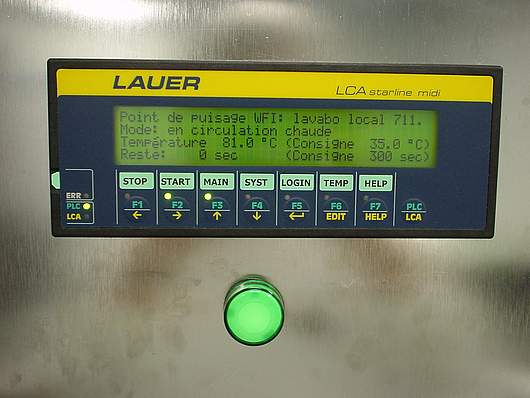 LAUER
LCA starline midi
Point de puisage WFI: lavabo local 711.
Mode: en circulation chaude
Température 81.0 °C (Consigne 35.0 °C)
Reste: 0 sec (Consigne 300 sec)
STOP START MAIN SYST LOGIN TEMP HELP
ERR
PLC F1 F2 F3 F4 F5 F6 F7 PLC
LCA ← → ↑ ↓ ↵ EDIT HELP LCA